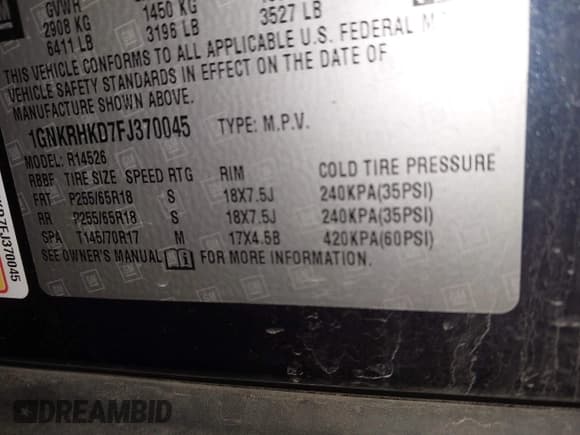 GVWR
2908 KG 1450 KG
6411 LB 3196 LB 3527 LB
THIS VEHICLE CONFORMS TO ALL APPLICABLE U.S. FEDERAL M
VEHICLE SAFETY STANDARDS IN EFFECT ON THE DATE OF
MANUFACTURE SHOWN ABOVE.
1GNKRHKD7FJ370045 TYPE: M.P.V.
MODEL: R14526
RBBF TIRE SIZE SPEED RTG RIM COLD TIRE PRESSURE
FRT P255/65R18 S 18X7.5J 240KPA(35PSI)
RR P255/65R18 S 18X7.5J 240KPA(35PSI)
SPA T145/70R17 M 17X4.5B 420KPA(60PSI)
SEE OWNER'S MANUAL FOR MORE INFORMATION.
KD7FJ370045
GM
DREAMBID